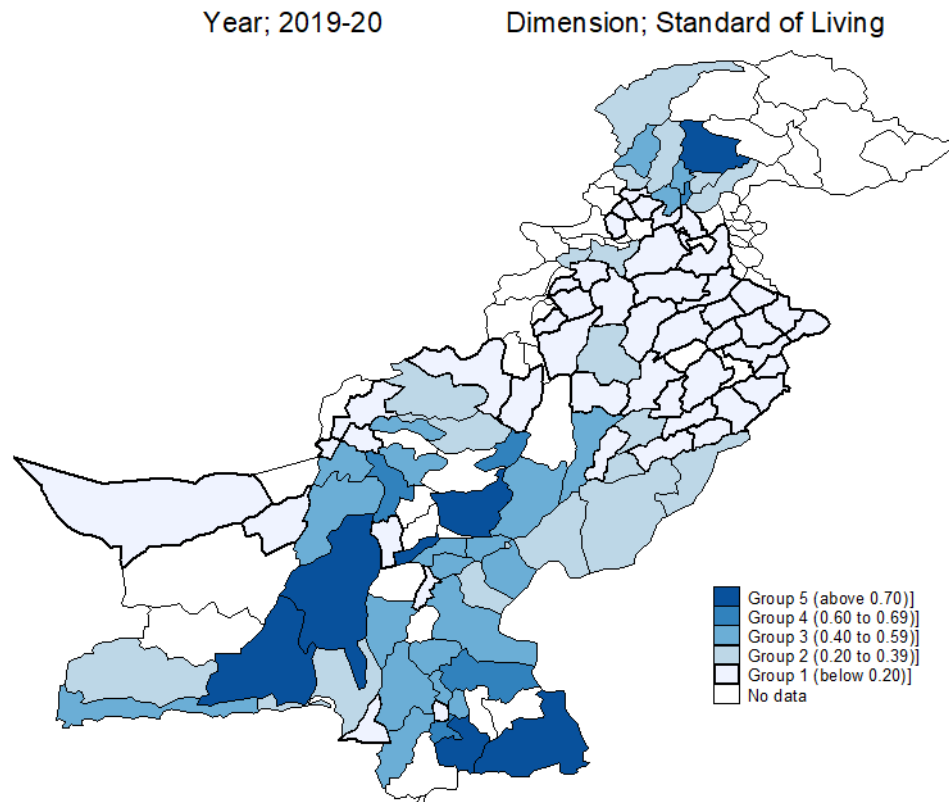 Year; 2019-20 Dimension; Standard of Living
Group 5 (above 0.70)]
Group 4 (0.60 to 0.69)]
Group 3 (0.40 to 0.59)]
Group 2 (0.20 to 0.39)]
Group 1 (below 0.20)]
No data